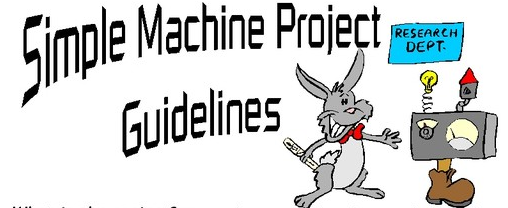 Simple Machine Project
Guidelines
RESEARCH
DEPT.